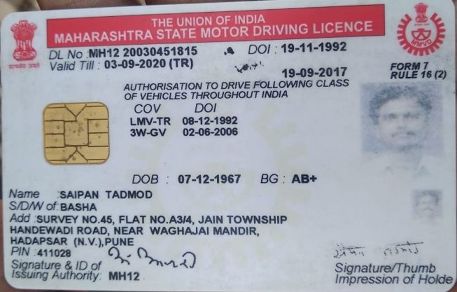 THE UNION OF INDIA
MAHARASHTRA STATE MOTOR DRIVING LICENCE
DL No MH12 20030451815 DOI : 19-11-1992
Valid Till : 03-09-2020 (TR) 19-09-2017
FORM 7
RULE 16 (2)
AUTHORISATION TO DRIVE FOLLOWING CLASS
OF VEHICLES THROUGHOUT INDIA
COV DOI
LMV-TR 08-12-1992
3W-GV 02-06-2006
DOB : 07-12-1967 BG : AB+
Name : SAIPAN TADMOD
S/D/W of BASHA
Add :SURVEY NO.45, FLAT NO.A3/4, JAIN TOWNSHIP
HANDEWADI ROAD, NEAR WAGHAJAI MANDIR,
HADAPSAR (N.V.),PUNE
PIN :411028
Signature & ID of
Issuing Authority: MH12
Signature/Thumb
Impression of Holde